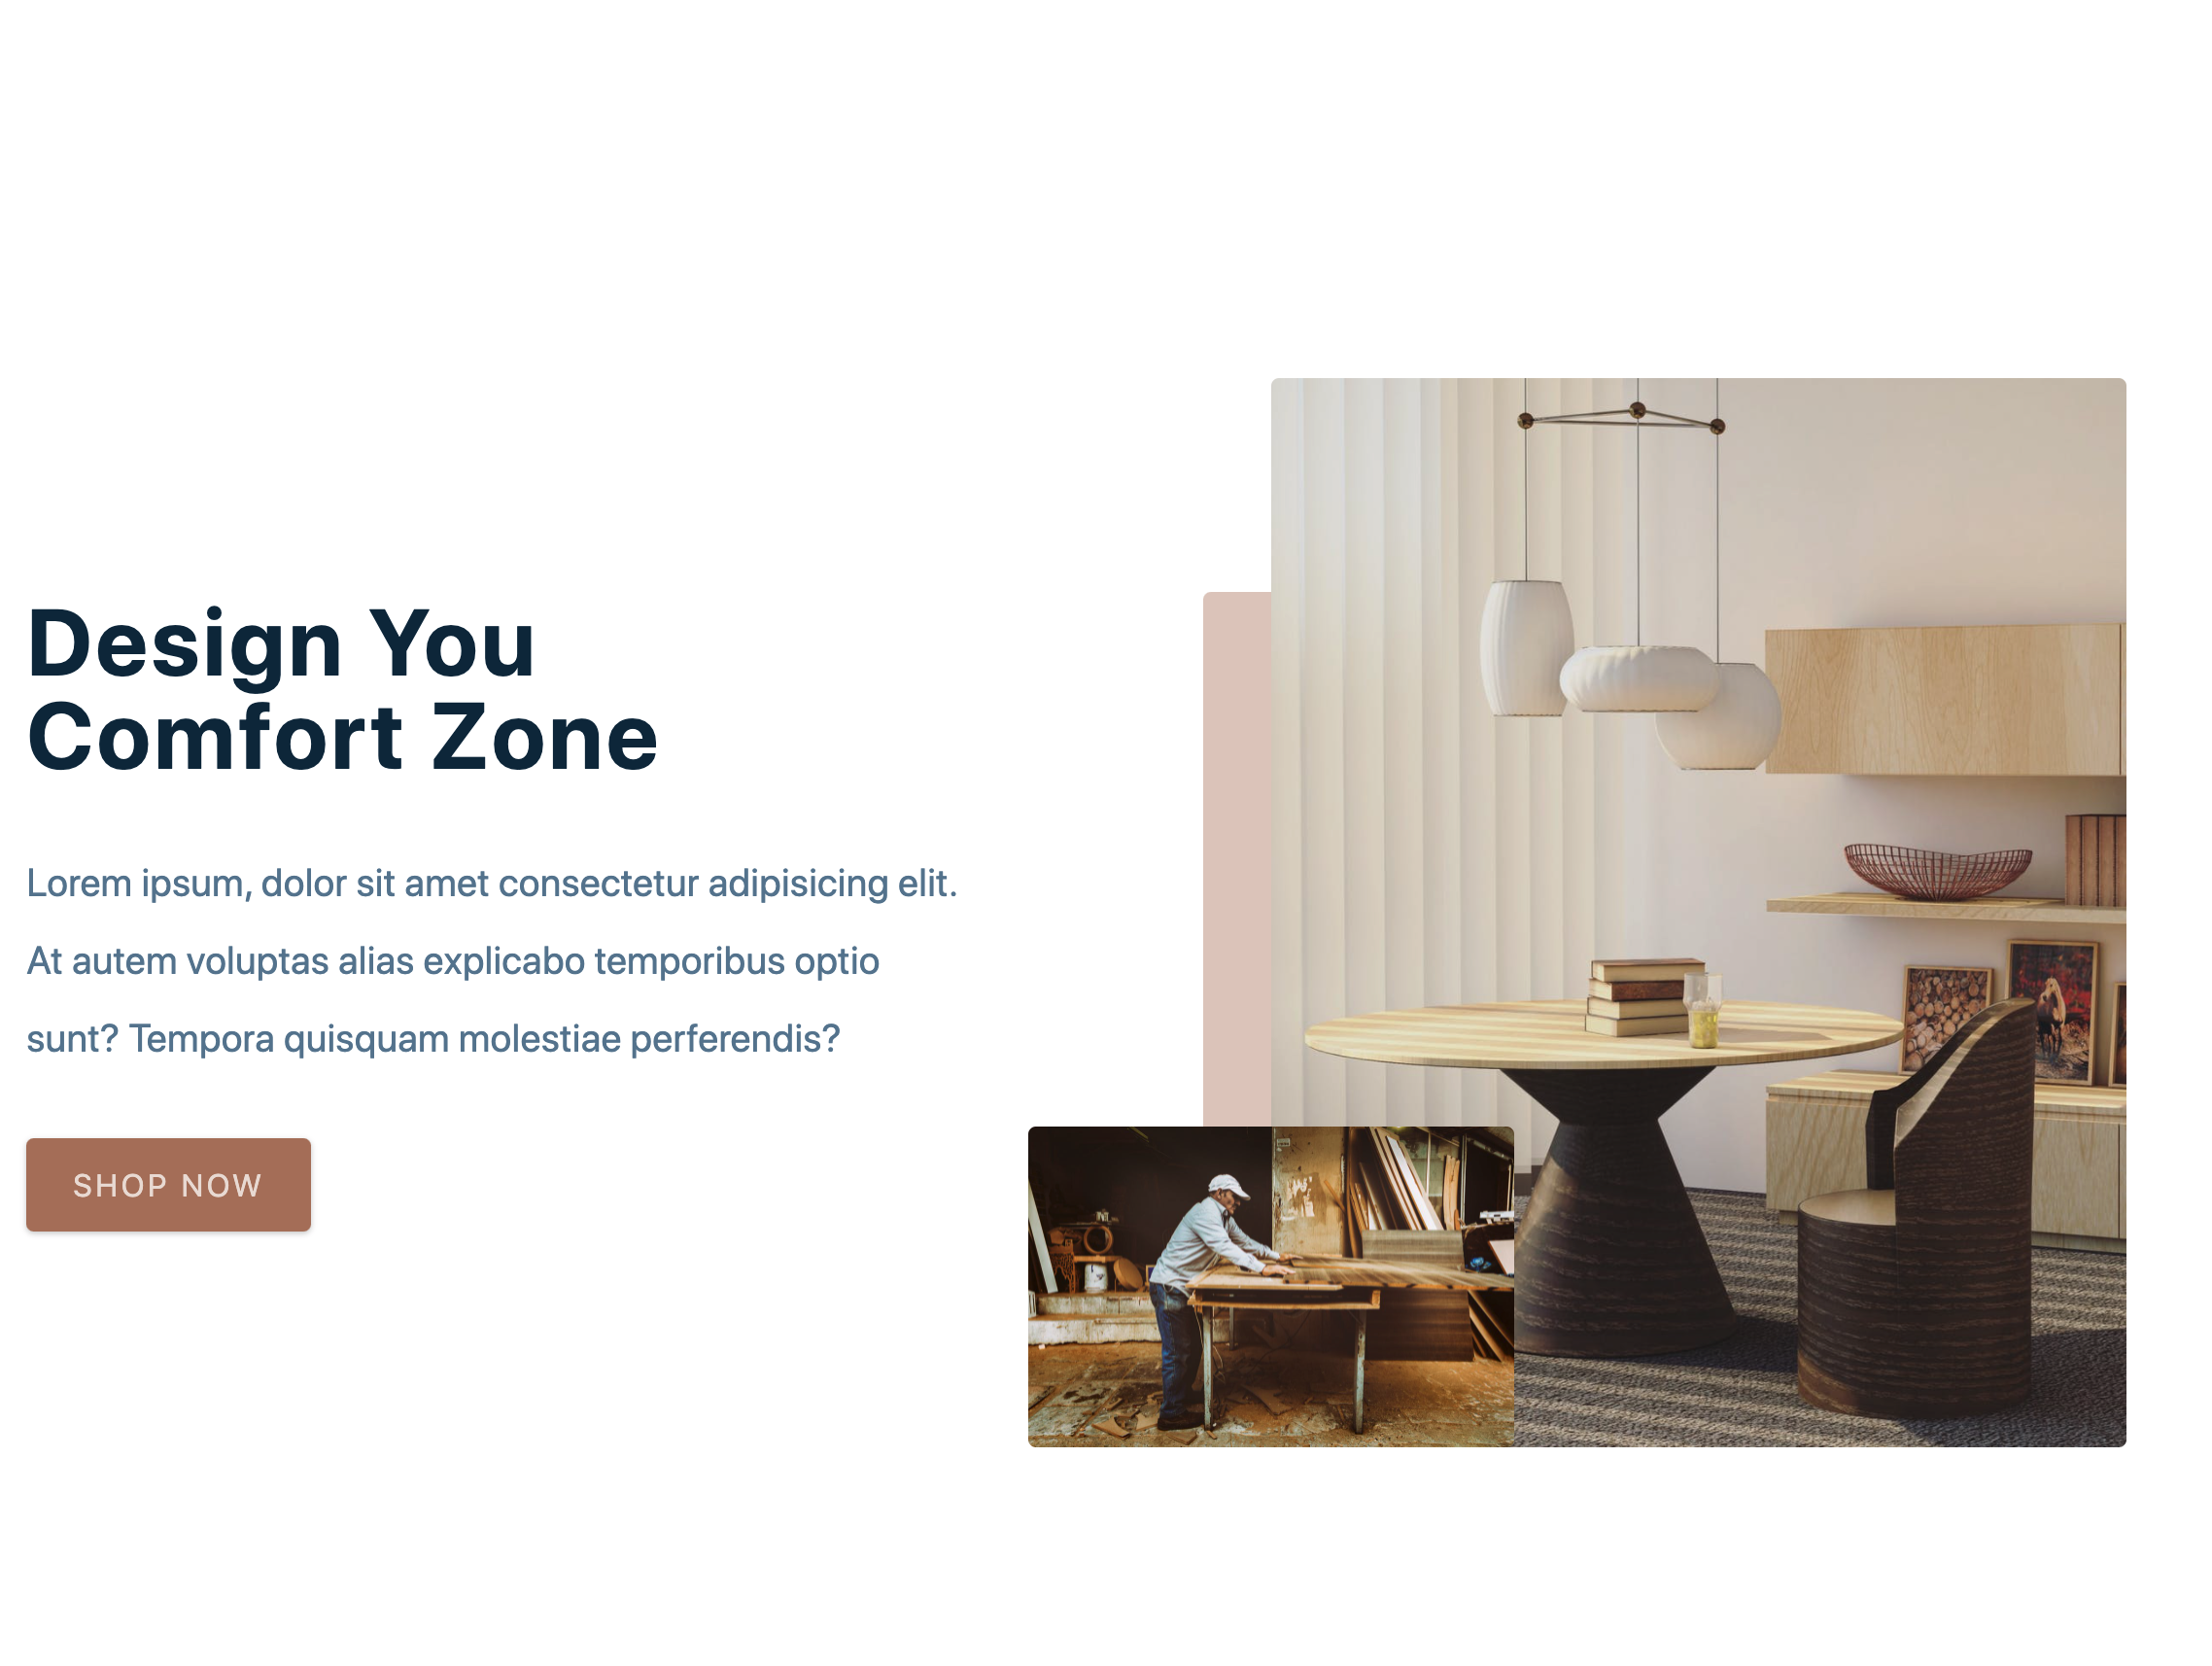 Design You
Comfort Zone
Lorem ipsum, dolor sit amet consectetur adipisicing elit.
At autem voluptas alias explicabo temporibus optio
sunt? Tempora quisquam molestiae perferendis?
SHOP NOW